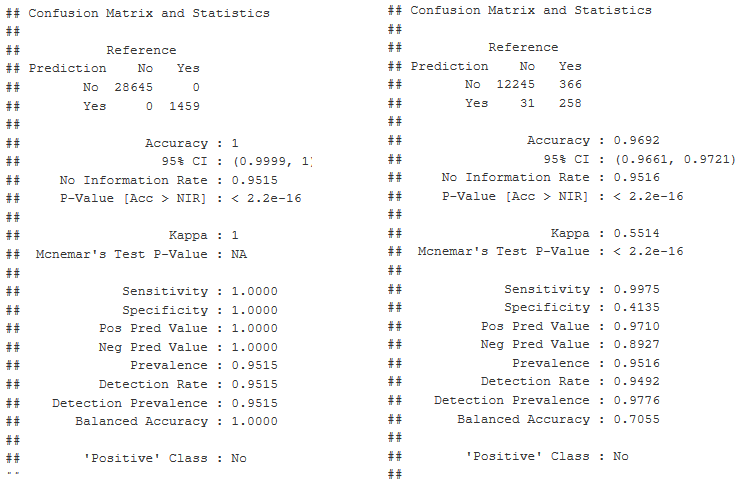 ## Confusion Matrix and Statistics
##
##           Reference
## Prediction    No   Yes
##        No  28645     0
##        Yes     0  1459
##
##                Accuracy : 1
##                  95% CI : (0.9999, 1)
##     No Information Rate : 0.9515
##     P-Value [Acc > NIR] : < 2.2e-16
##
##                   Kappa : 1
##  Mcnemar's Test P-Value : NA
##
##             Sensitivity : 1.0000
##             Specificity : 1.0000
##          Pos Pred Value : 1.0000
##          Neg Pred Value : 1.0000
##              Prevalence : 0.9515
##          Detection Rate : 0.9515
##    Detection Prevalence : 0.9515
##       Balanced Accuracy : 1.0000
##
##        'Positive' Class : No
## Confusion Matrix and Statistics
##
##           Reference
## Prediction    No   Yes
##        No  12245   366
##        Yes    31   258
##
##                Accuracy : 0.9692
##                  95% CI : (0.9661, 0.9721)
##     No Information Rate : 0.9516
##     P-Value [Acc > NIR] : < 2.2e-16
##
##                   Kappa : 0.5514
##  Mcnemar's Test P-Value : < 2.2e-16
##
##             Sensitivity : 0.9975
##             Specificity : 0.4135
##          Pos Pred Value : 0.9710
##          Neg Pred Value : 0.8927
##              Prevalence : 0.9516
##          Detection Rate : 0.9492
##    Detection Prevalence : 0.9776
##       Balanced Accuracy : 0.7055
##
##        'Positive' Class : No
##